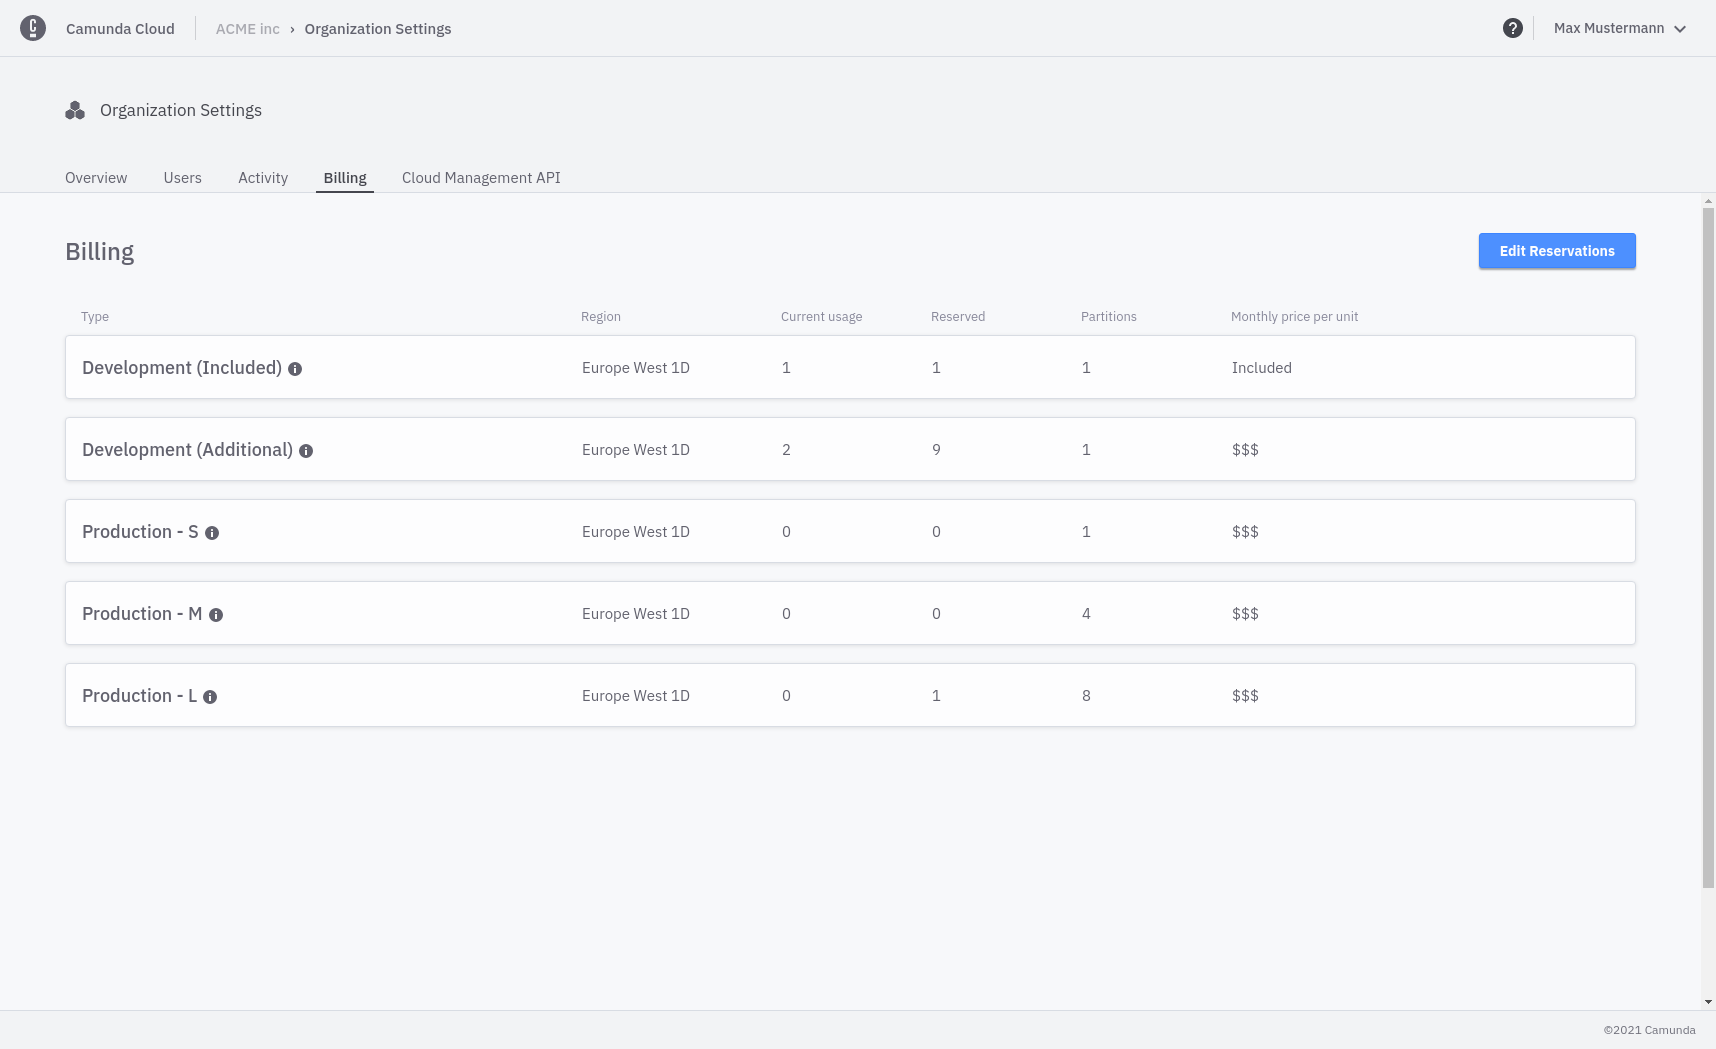 Camunda Cloud ACME inc › Organization Settings ? Max Mustermann
Organization Settings
Overview Users Activity Billing Cloud Management API
Billing Edit Reservations
Type Region Current usage Reserved Partitions Monthly price per unit
Development (Included) Europe West 1D 1 1 1 Included
Development (Additional) Europe West 1D 2 9 1 $$$
Production - S Europe West 1D 0 0 1 $$$
Production - M Europe West 1D 0 0 4 $$$
Production - L Europe West 1D 0 1 8 $$$
©2021 Camunda